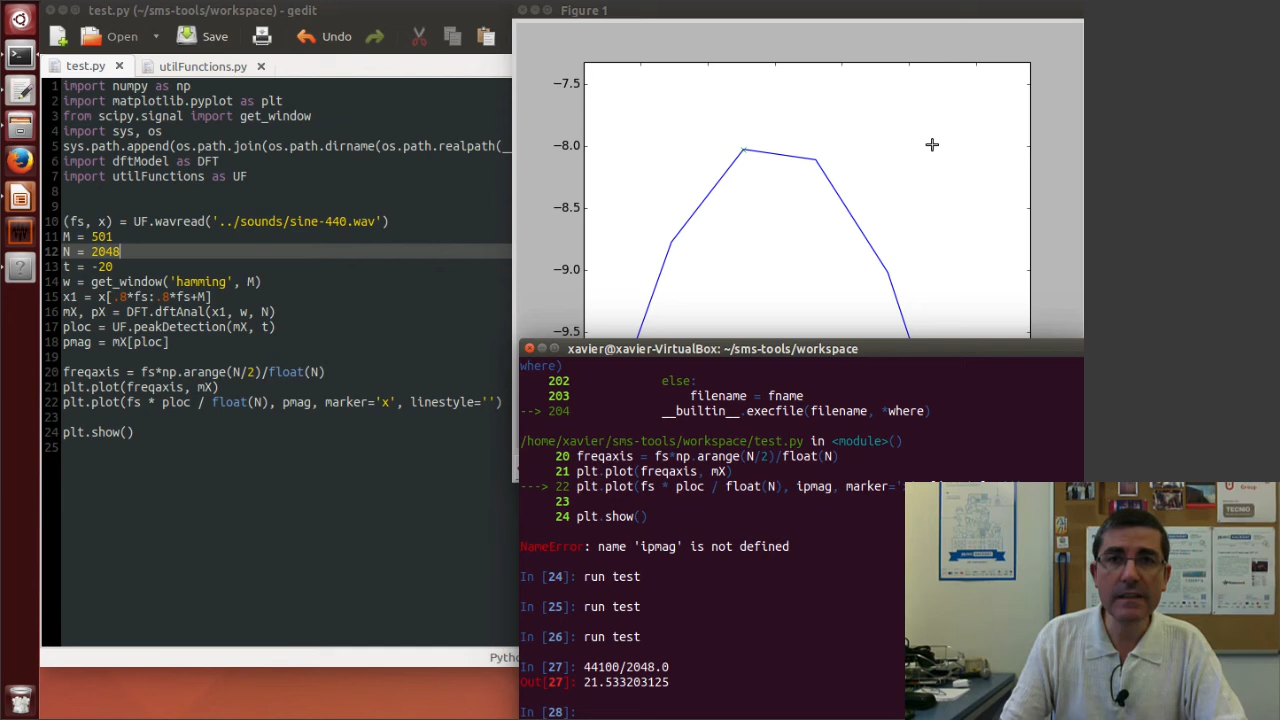 test.py (~/sms-tools/workspace) - gedit
Open
Save
Undo
test.py
utilFunctions.py
1 import numpy as np
2 import matplotlib.pyplot as plt
3 from scipy.signal import get_window
4 import sys, os
5 sys.path.append(os.path.join(os.path.dirname(os.path.realpath(__
6 import dftModel as DFT
7 import utilFunctions as UF
8
9
10 (fs, x) = UF.wavread('../sounds/sine-440.wav')
11 M = 501
12 N = 2048
13 t = -20
14 w = get_window('hamming', M)
15 x1 = x[.8*fs:.8*fs+M]
16 mX, pX = DFT.dftAnal(x1, w, N)
17 ploc = UF.peakDetection(mX, t)
18 pmag = mX[ploc]
19
20 freqaxis = fs*np.arange(N/2)/float(N)
21 plt.plot(freqaxis, mX)
22 plt.plot(fs * ploc / float(N), pmag, marker='x', linestyle='')
23
24 plt.show()
25
Figure 1
−7.5
−8.0
−8.5
−9.0
−9.5
xavier@xavier-VirtualBox: ~/sms-tools/workspace
where)
202 else:
203 filename = fname
--> 204 __builtin__.execfile(filename, *where)
/home/xavier/sms-tools/workspace/test.py in <module>()
20 freqaxis = fs*np.arange(N/2)/float(N)
21 plt.plot(freqaxis, mX)
---> 22 plt.plot(fs * ploc / float(N), ipmag, marker=
23
24 plt.show()
NameError: name 'ipmag' is not defined
In [24]: run test
In [25]: run test
In [26]: run test
In [27]: 44100/2048.0
Out[27]: 21.533203125
In [28]:
Group
TECNIO